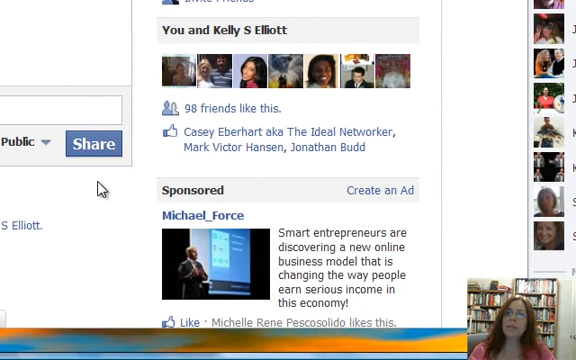 Invite Friends
You and Kelly S Elliott
98 friends like this.
Casey Eberhart aka The Ideal Networker,
Mark Victor Hansen, Jonathan Budd
Public
Share
Sponsored
Create an Ad
Michael_Force
Smart entrepreneurs are
discovering a new online
business model that is
changing the way people
earn serious income in
this economy!
Like · Michelle Rene Pescosolido likes this.
S Elliott.
J
J
J
K
K
S
S